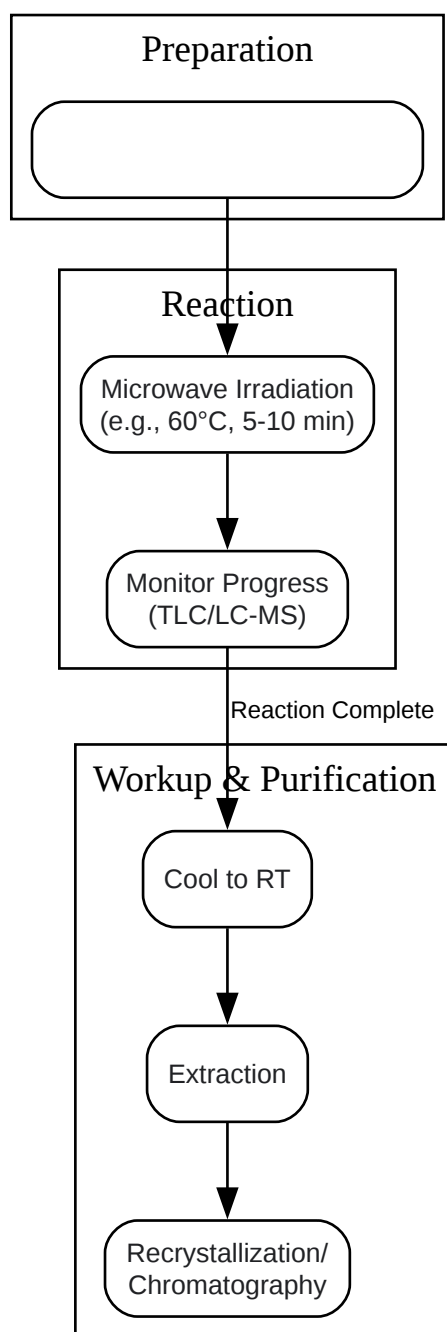 Preparation
Reaction
Microwave Irradiation
(e.g., 60°C, 5-10 min)
Monitor Progress
(TLC/LC-MS)
Reaction Complete
Workup & Purification
Cool to RT
Extraction
Recrystallization/
Chromatography